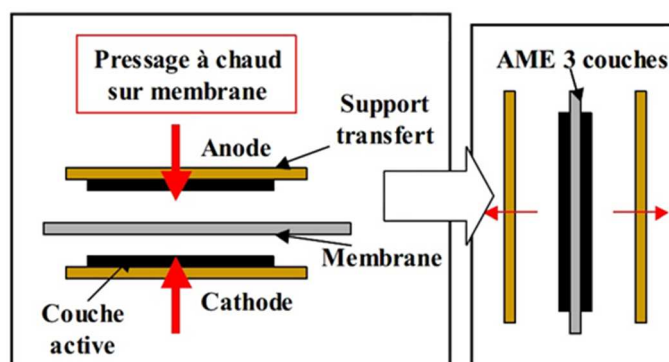 Pressage à chaud
sur membrane
Anode
Support
transfert
Membrane
Cathode
Couche
active
AME 3 couches